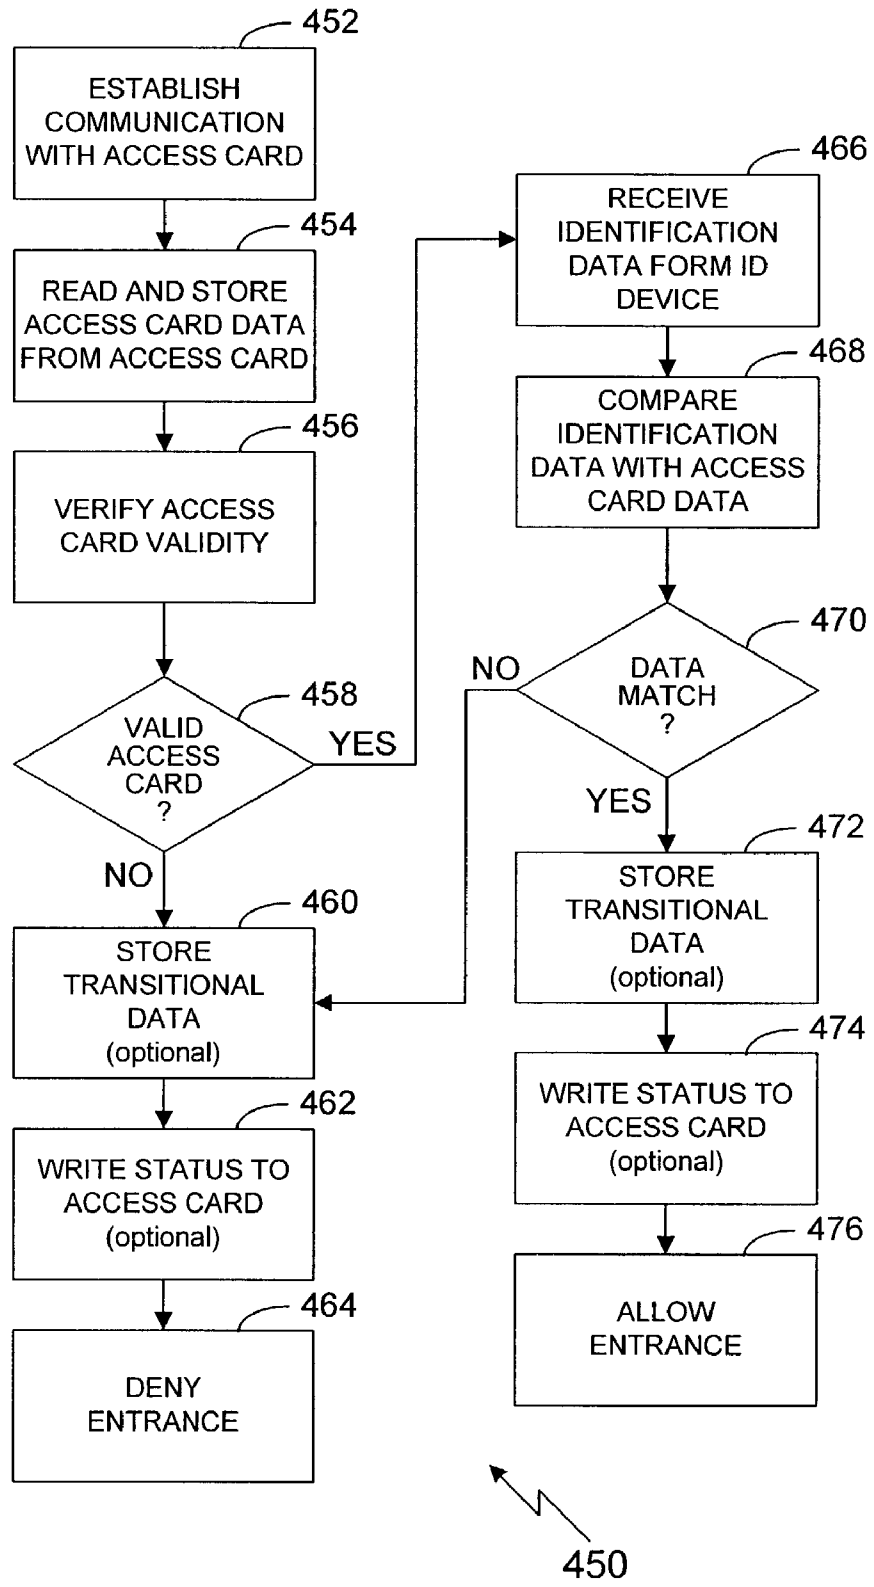 452
ESTABLISH
COMMUNICATION
WITH ACCESS CARD
454
READ AND STORE
ACCESS CARD DATA
FROM ACCESS CARD
456
VERIFY ACCESS
CARD VALIDITY
458
VALID
ACCESS
CARD
?
YES
NO
460
STORE
TRANSITIONAL
DATA
(optional)
462
WRITE STATUS TO
ACCESS CARD
(optional)
464
DENY
ENTRANCE
466
RECEIVE
IDENTIFICATION
DATA FORM ID
DEVICE
468
COMPARE
IDENTIFICATION
DATA WITH ACCESS
CARD DATA
470
DATA
MATCH
?
NO
YES
472
STORE
TRANSITIONAL
DATA
(optional)
474
WRITE STATUS TO
ACCESS CARD
(optional)
476
ALLOW
ENTRANCE
450